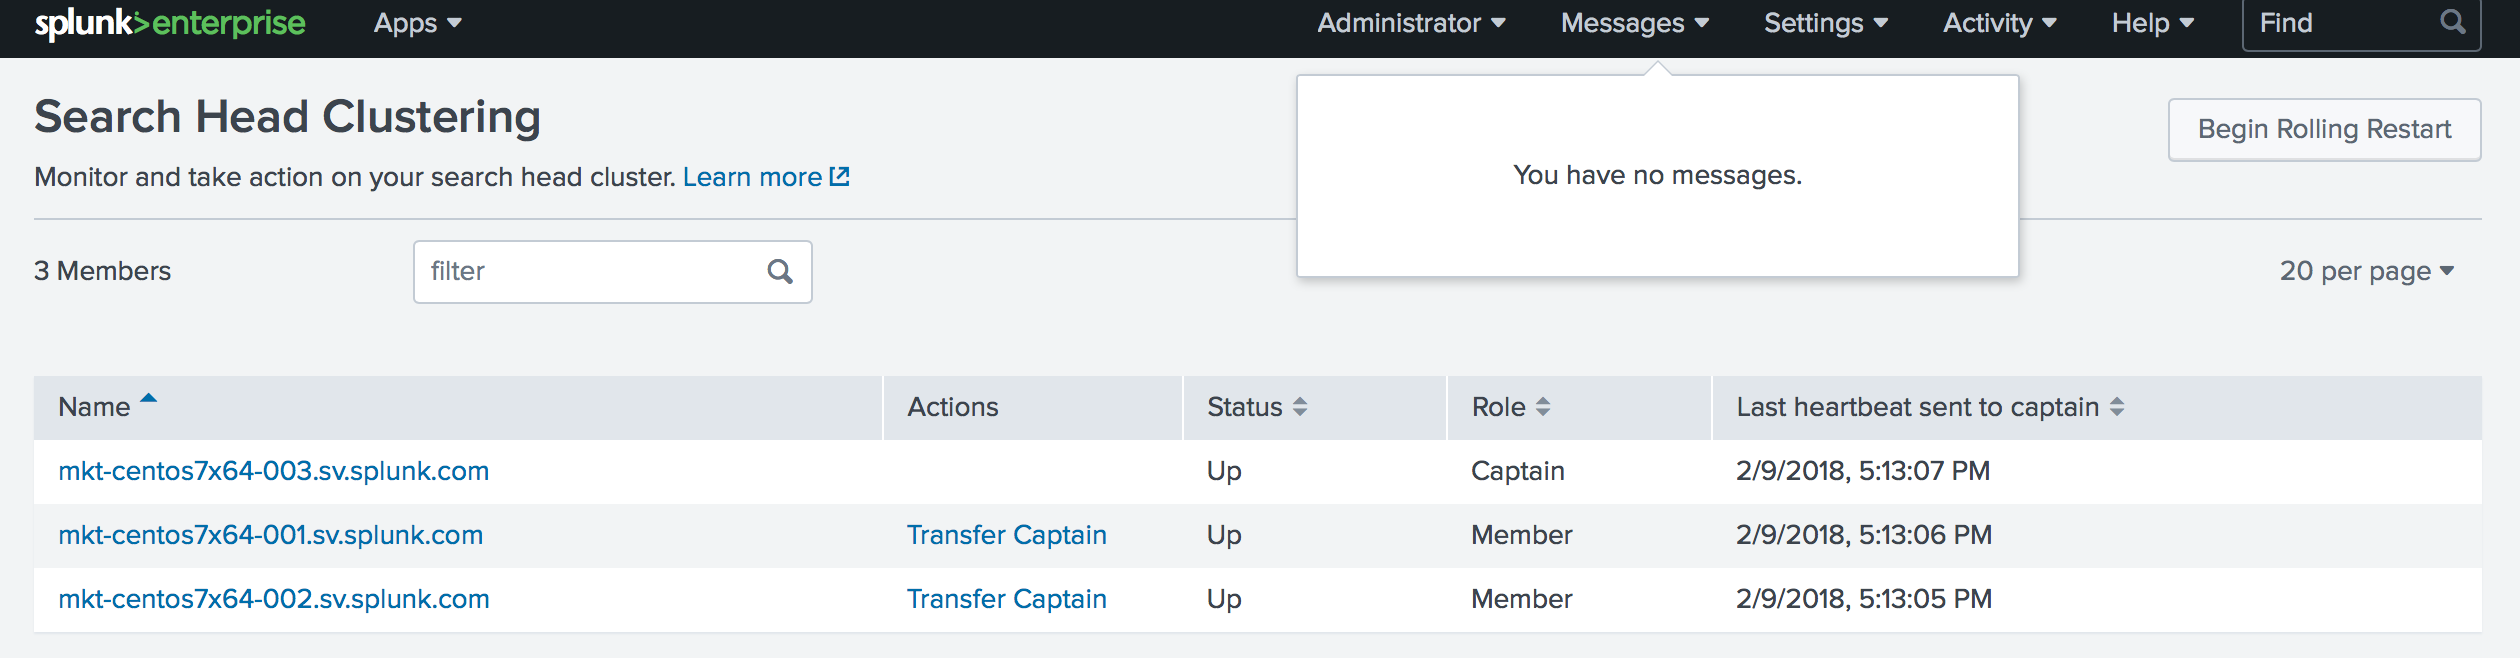 splunk>enterprise Apps Administrator Messages Settings Activity Help Find
Search Head Clustering
Begin Rolling Restart
Monitor and take action on your search head cluster. Learn more
You have no messages.
3 Members filter 20 per page
Name Actions Status Role Last heartbeat sent to captain
mkt-centos7x64-003.sv.splunk.com Up Captain 2/9/2018, 5:13:07 PM
mkt-centos7x64-001.sv.splunk.com Transfer Captain Up Member 2/9/2018, 5:13:06 PM
mkt-centos7x64-002.sv.splunk.com Transfer Captain Up Member 2/9/2018, 5:13:05 PM